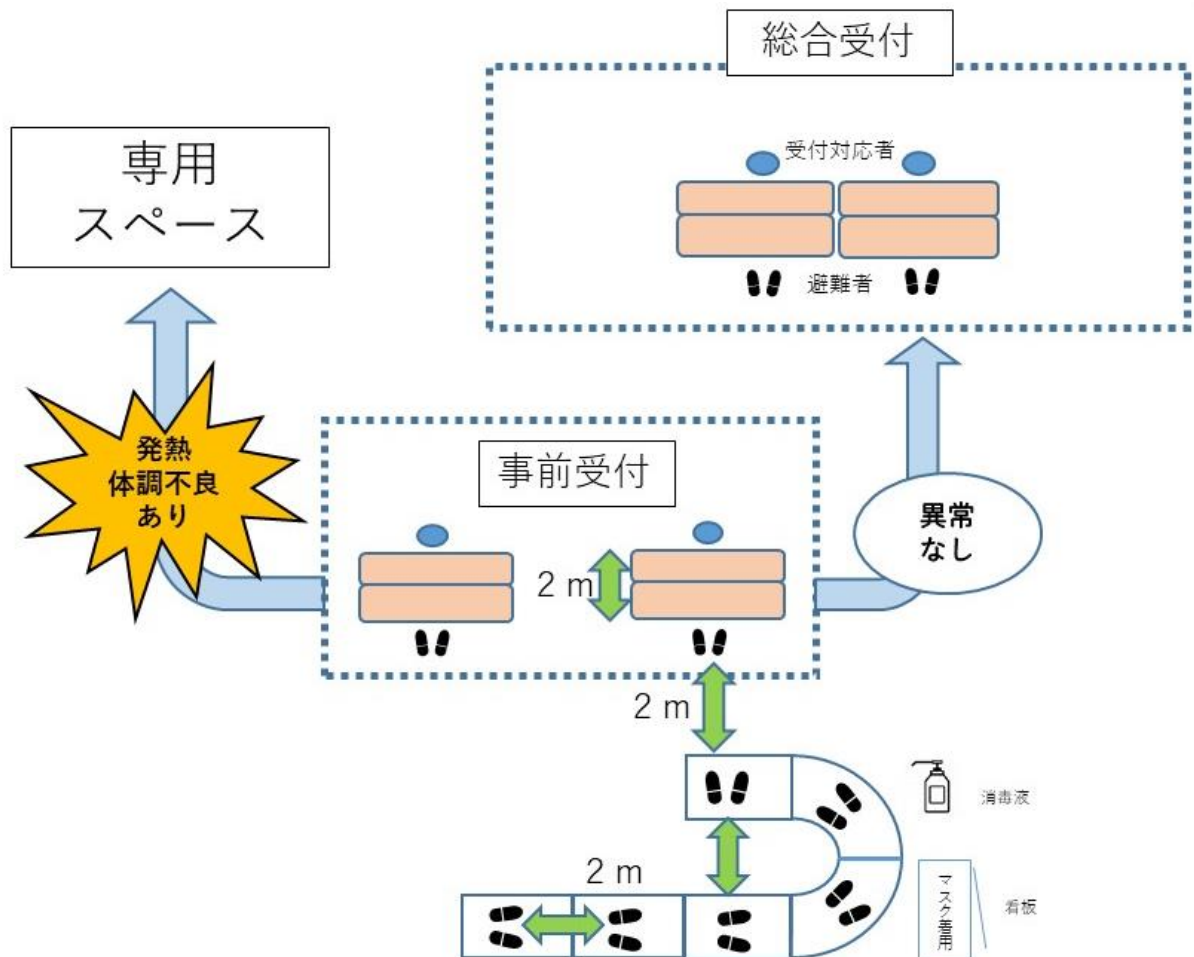 総合受付
専用
スペース
受付対応者
避難者
発熱
体調不良
あり
事前受付
異常
なし
2 m
2 m
消毒液
2 m
マスク着用
看板